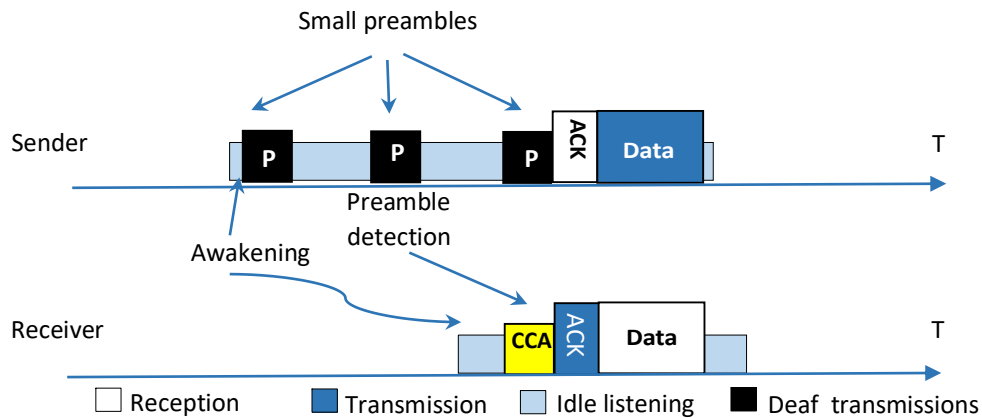 Small preambles
Sender
P
P
P
ACK
Data
T
Preamble
detection
Awakening
Receiver
CCA
ACK
Data
T
Reception
Transmission
Idle listening
Deaf transmissions